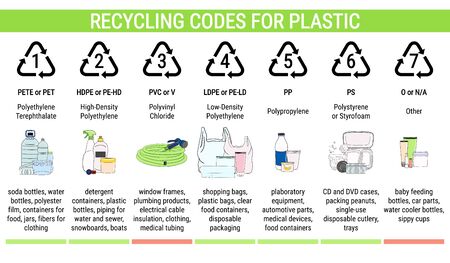 RECYCLING CODES FOR PLASTIC
1
2
3
4
5
6
7
PETE or PET
HDPE or PE-HD
PVC or V
LDPE or PE-LD
PP
PS
O or N/A
Polyethylene
Terephthalate
High-Density
Polyethylene
Polyvinyl
Chloride
Low-Density
Polyethylene
Polypropylene
Polystyrene
or Styrofoam
Other
soda bottles, water
bottles, polyester
film, containers for
food, jars, fibers for
clothing
detergent
containers, plastic
bottles, piping for
water and sewer,
snowboards, boats
window frames,
plumbing products,
electrical cable
insulation, clothing,
medical tubing
shopping bags,
plastic bags, clear
food containers,
disposable
packaging
plaboratory
equipment,
automotive parts,
medical devices,
food containers
CD and DVD cases,
packing peanuts,
single-use
disposable cutlery,
trays
baby feeding
bottles, car parts,
water cooler bottles,
sippy cups